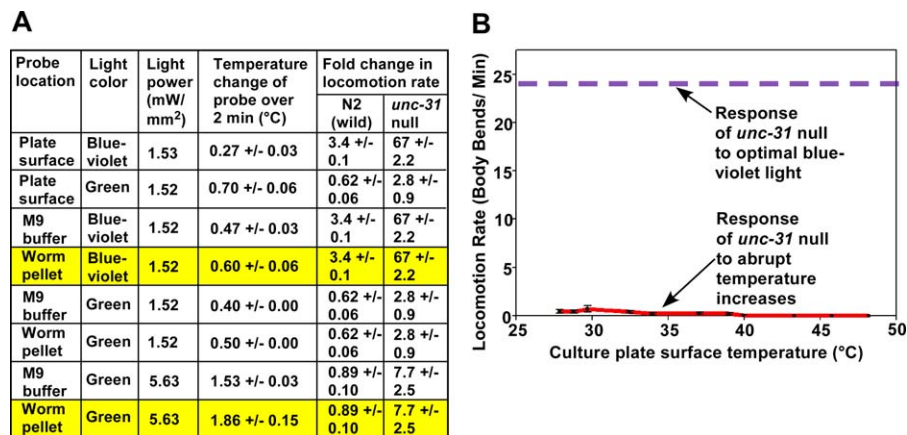 A
Probe location
Light color
Light power (mW/mm²)
Temperature change of probe over 2 min (°C)
Fold change in locomotion rate
N2 (wild)
unc-31 null
Plate surface
Blue-violet
1.53
0.27 +/- 0.03
3.4 +/- 0.1
67 +/- 2.2
Plate surface
Green
1.52
0.70 +/- 0.06
0.62 +/- 0.06
2.8 +/- 0.9
M9 buffer
Blue-violet
1.52
0.47 +/- 0.03
3.4 +/- 0.1
67 +/- 2.2
Worm pellet
Blue-violet
1.52
0.60 +/- 0.06
3.4 +/- 0.1
67 +/- 2.2
M9 buffer
Green
1.52
0.40 +/- 0.00
0.62 +/- 0.06
2.8 +/- 0.9
Worm pellet
Green
1.52
0.50 +/- 0.00
0.62 +/- 0.06
2.8 +/- 0.9
M9 buffer
Green
5.63
1.53 +/- 0.03
0.89 +/- 0.10
7.7 +/- 2.5
Worm pellet
Green
5.63
1.86 +/- 0.15
0.89 +/- 0.10
7.7 +/- 2.5
B
Locomotion Rate (Body Bends/ Min)
25
20
15
10
5
0
Response
of unc-31 null
to optimal blue-
violet light
Response
of unc-31 null
to abrupt
temperature
increases
25 30 35 40 45 50
Culture plate surface temperature (°C)